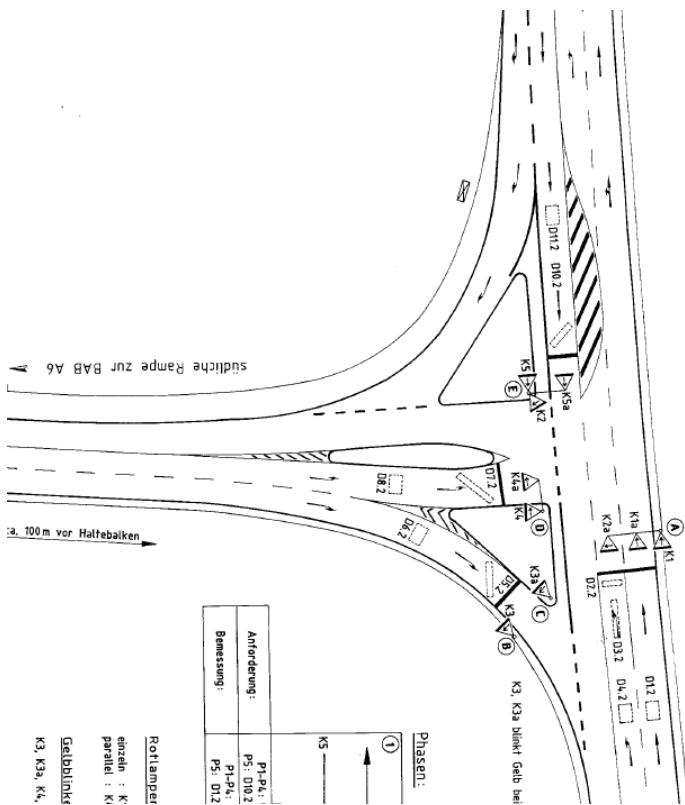 D11.2
D10.2
K5
E
K2
K5a
südliche Rampe zur BAB A6
D8.2
D7.2
K4a
K4
D
D6.2
D5.2
K3a
C
K3
B
ca. 100m vor Haltebalken
A
K1
K1a
K2a
D2.2
D3.2
D4.2
D1.2
K3, K3a blinkt Gelb bei
Phasen:
1
K5
Anforderung:
P1-P4:
P5: D10.2
Bemessung:
P1-P4:
P5: D1.2
Rotlampen
einzeln : K
parallel : K
Gelbblinke
K3, K3a, K4,